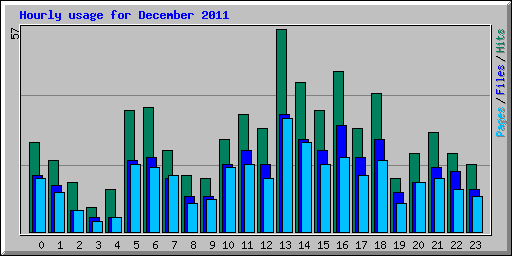 Hourly usage for December 2011
57
Pages/Files/Hits
0 1 2 3 4 5 6 7 8 9 10 11 12 13 14 15 16 17 18 19 20 21 22 23